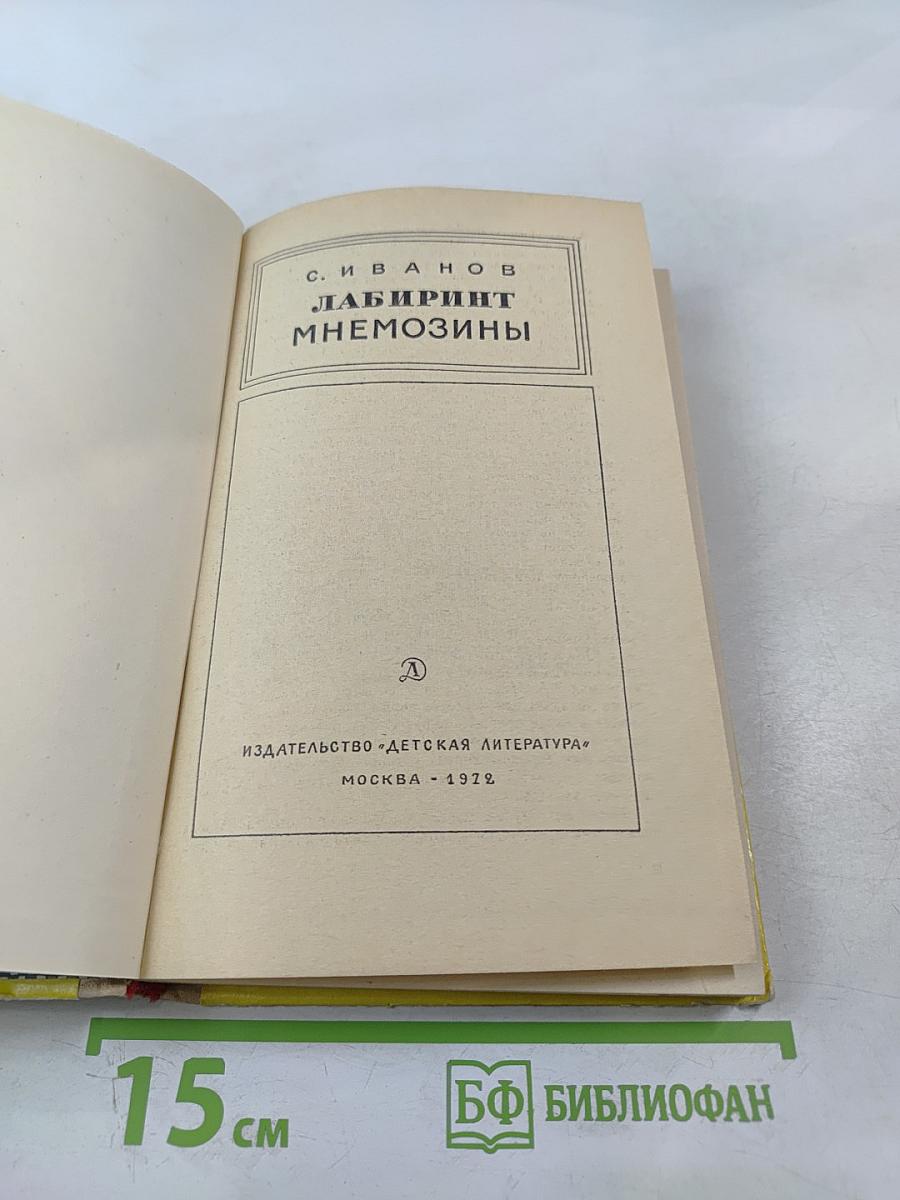 С. ИВАНОВ
ЛАБИРИНТ
МНЕМОЗИНЫ
Д
ИЗДАТЕЛЬСТВО „ДЕТСКАЯ ЛИТЕРАТУРА“
МОСКВА - 1972
15 см
БФ БИБЛИОФАН